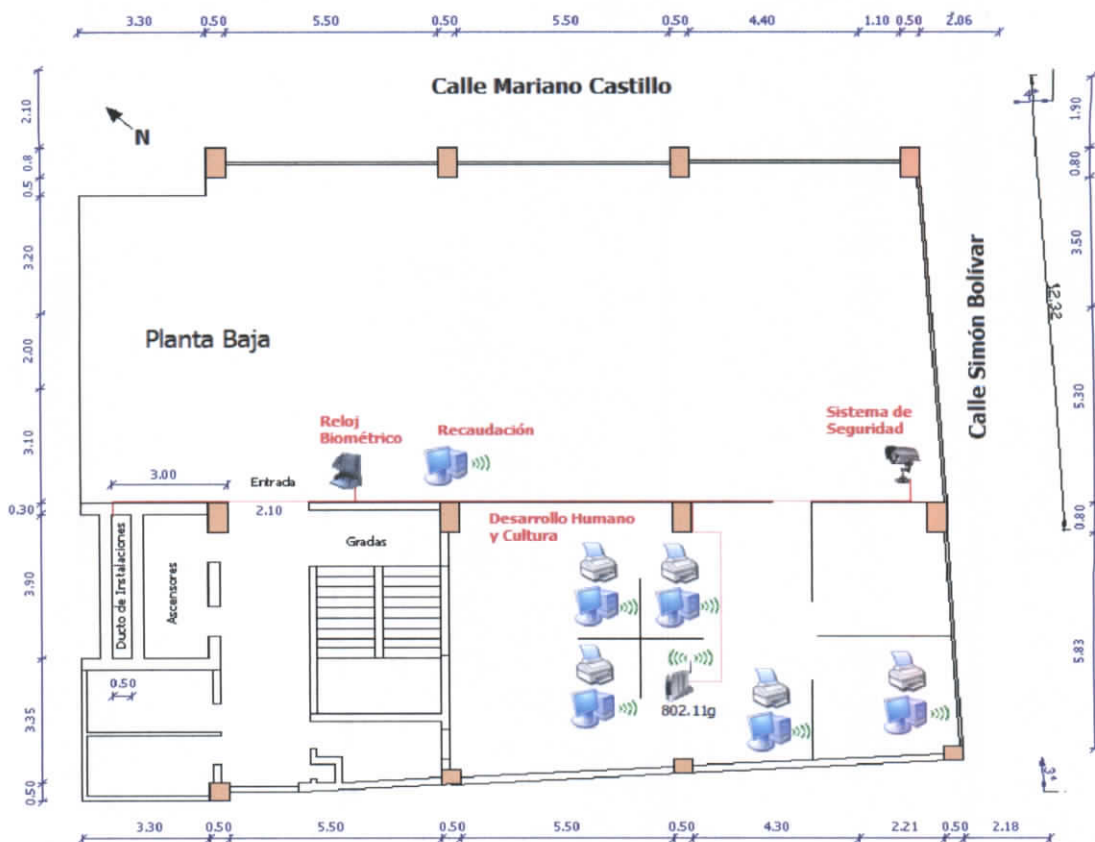 3.30 0.50 5.50 0.50 5.50 0.50 4.40 1.10 0.50 2.06
Calle Mariano Castillo
N
2.10
0.8
0.5
3.20
2.00
3.10
0.30
3.90
3.35
0.50
1.90
0.80
3.50
5.30
0.80
5.83
12.32
Calle Simón Bolívar
Planta Baja
Reloj
Biométrico
Recaudación
Sistema de
Seguridad
3.00
Entrada
2.10
Desarrollo Humano
y Cultura
Gradas
Ducto de Instalaciones
Ascensores
0.50
802.11g
3.30 0.50 5.50 0.50 5.50 0.50 4.30 2.21 0.50 2.18